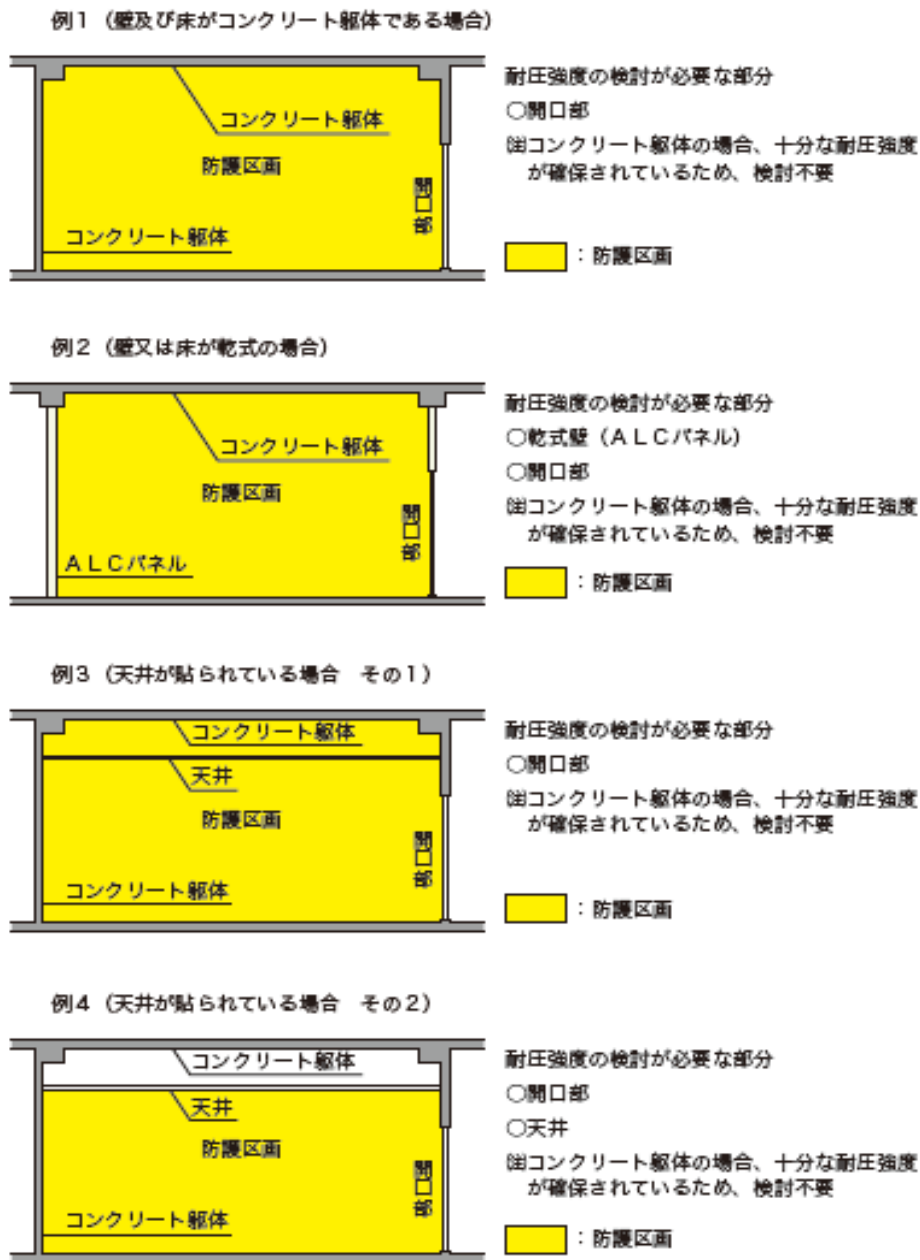 例1（壁及び床がコンクリート躯体である場合）
コンクリート躯体
防護区画
開口部
コンクリート躯体
耐圧強度の検討が必要な部分
○開口部
㊟コンクリート躯体の場合、十分な耐圧強度
が確保されているため、検討不要
：防護区画
例2（壁又は床が乾式の場合）
コンクリート躯体
防護区画
開口部
ＡＬＣパネル
耐圧強度の検討が必要な部分
○乾式壁（ＡＬＣパネル）
○開口部
㊟コンクリート躯体の場合、十分な耐圧強度
が確保されているため、検討不要
：防護区画
例3（天井が貼られている場合　その1）
コンクリート躯体
天井
防護区画
開口部
コンクリート躯体
耐圧強度の検討が必要な部分
○開口部
㊟コンクリート躯体の場合、十分な耐圧強度
が確保されているため、検討不要
：防護区画
例4（天井が貼られている場合　その2）
コンクリート躯体
天井
防護区画
開口部
コンクリート躯体
耐圧強度の検討が必要な部分
○開口部
○天井
㊟コンクリート躯体の場合、十分な耐圧強度
が確保されているため、検討不要
：防護区画